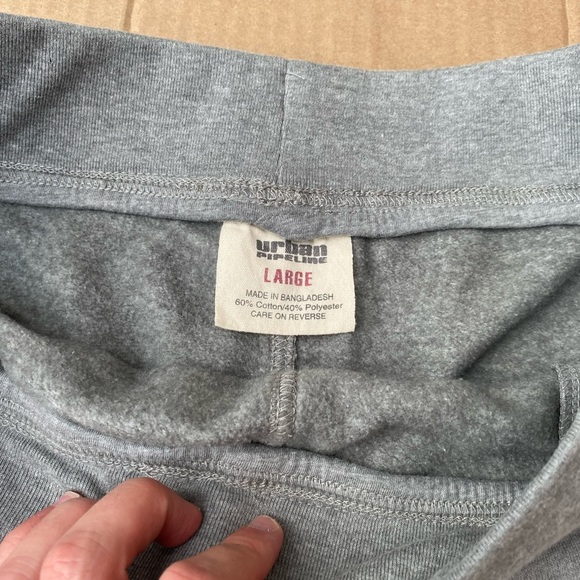 urban
PIPELINE
LARGE
MADE IN BANGLADESH
60% Cotton/40% Polyester
CARE ON REVERSE